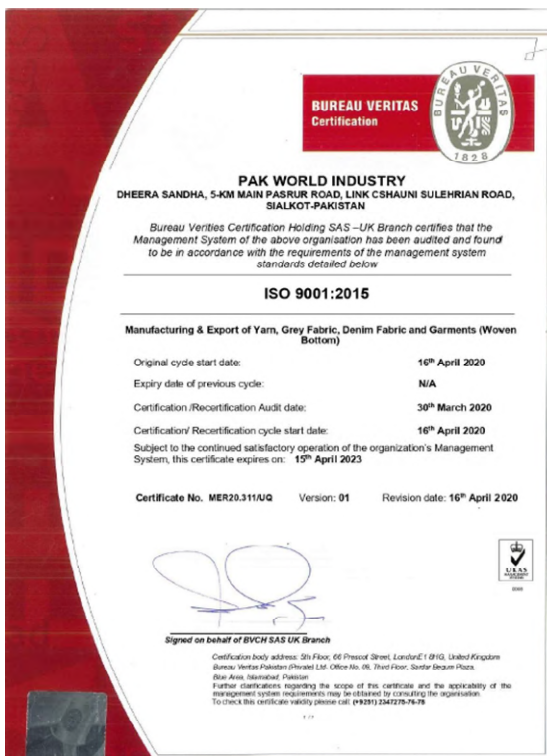 BUREAU VERITAS
Certification
BUREAU VERITAS
1828
PAK WORLD INDUSTRY
DHEERA SANDHA, 5-KM MAIN PASRUR ROAD, LINK CSHAUNI SULEHRIAN ROAD,
SIALKOT-PAKISTAN
Bureau Verities Certification Holding SAS –UK Branch certifies that the
Management System of the above organisation has been audited and found
to be in accordance with the requirements of the management system
standards detailed below
ISO 9001:2015
Manufacturing & Export of Yarn, Grey Fabric, Denim Fabric and Garments (Woven
Bottom)
Original cycle start date: 16th April 2020
Expiry date of previous cycle: N/A
Certification /Recertification Audit date: 30th March 2020
Certification/ Recertification cycle start date: 16th April 2020
Subject to the continued satisfactory operation of the organization's Management
System, this certificate expires on: 15th April 2023
Certificate No. MER20.311/UQ Version: 01 Revision date: 16th April 2020
UKAS
MANAGEMENT
SYSTEMS
Signed on behalf of BVCH SAS UK Branch
Certification body address: 5th Floor, 66 Prescot Street, LondonE1 8HG, United Kingdom
Bureau Veritas Pakistan (Private) Ltd. Office No. 09, Third Floor, Sardar Begum Plaza,
Blue Area, Islamabad, Pakistan
Further clarifications regarding the scope of this certificate and the applicability of the
management system requirements may be obtained by consulting the organisation.
To check this certificate validity please call: (+9251) 2347275-76-78
1 / 1